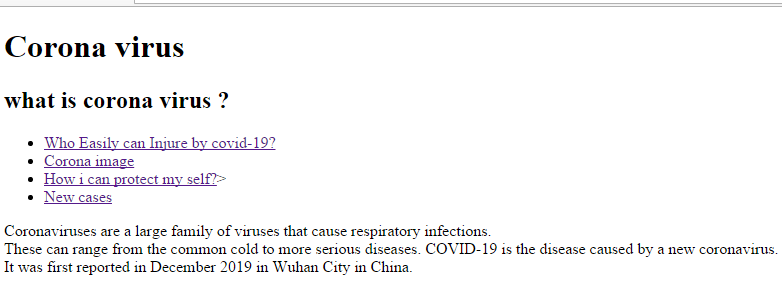 Corona virus
what is corona virus ?
Who Easily can Injure by covid-19?
Corona image
How i can protect my self?>
New cases
Coronaviruses are a large family of viruses that cause respiratory infections.
These can range from the common cold to more serious diseases. COVID-19 is the disease caused by a new coronavirus.
It was first reported in December 2019 in Wuhan City in China.